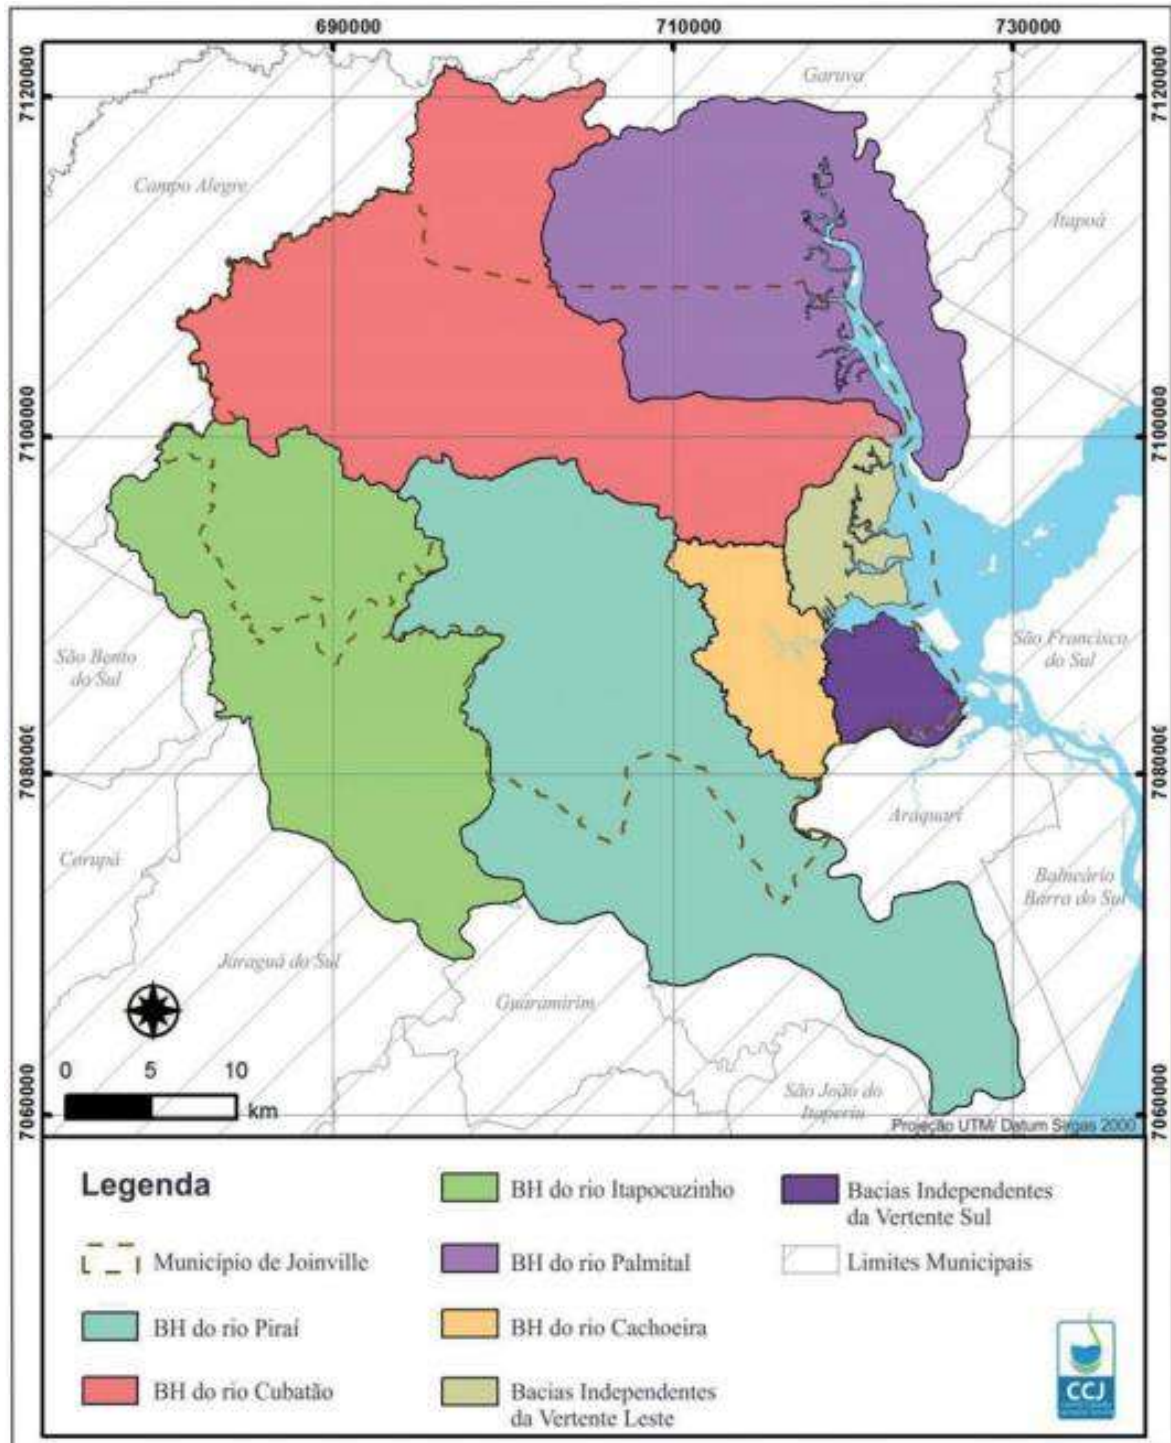 690000
710000
730000
7120000
7120000
Garuva
Campo Alegre
Itapoá
7100000
7100000
São Bento
do Sul
São Francisco
do Sul
7080000
7080000
Araquari
Corupá
Balneário
Barra do Sul
Jaraguá do Sul
Guaramirim
0 5 10
km
São João do
Itaperiu
7060000
7060000
Projeção UTM/ Datum Sirgas 2000
Legenda
Município de Joinville
BH do rio Piraí
BH do rio Cubatão
BH do rio Itapocuzinho
BH do rio Palmital
BH do rio Cachoeira
Bacias Independentes
da Vertente Leste
Bacias Independentes
da Vertente Sul
Limites Municipais
CCJ